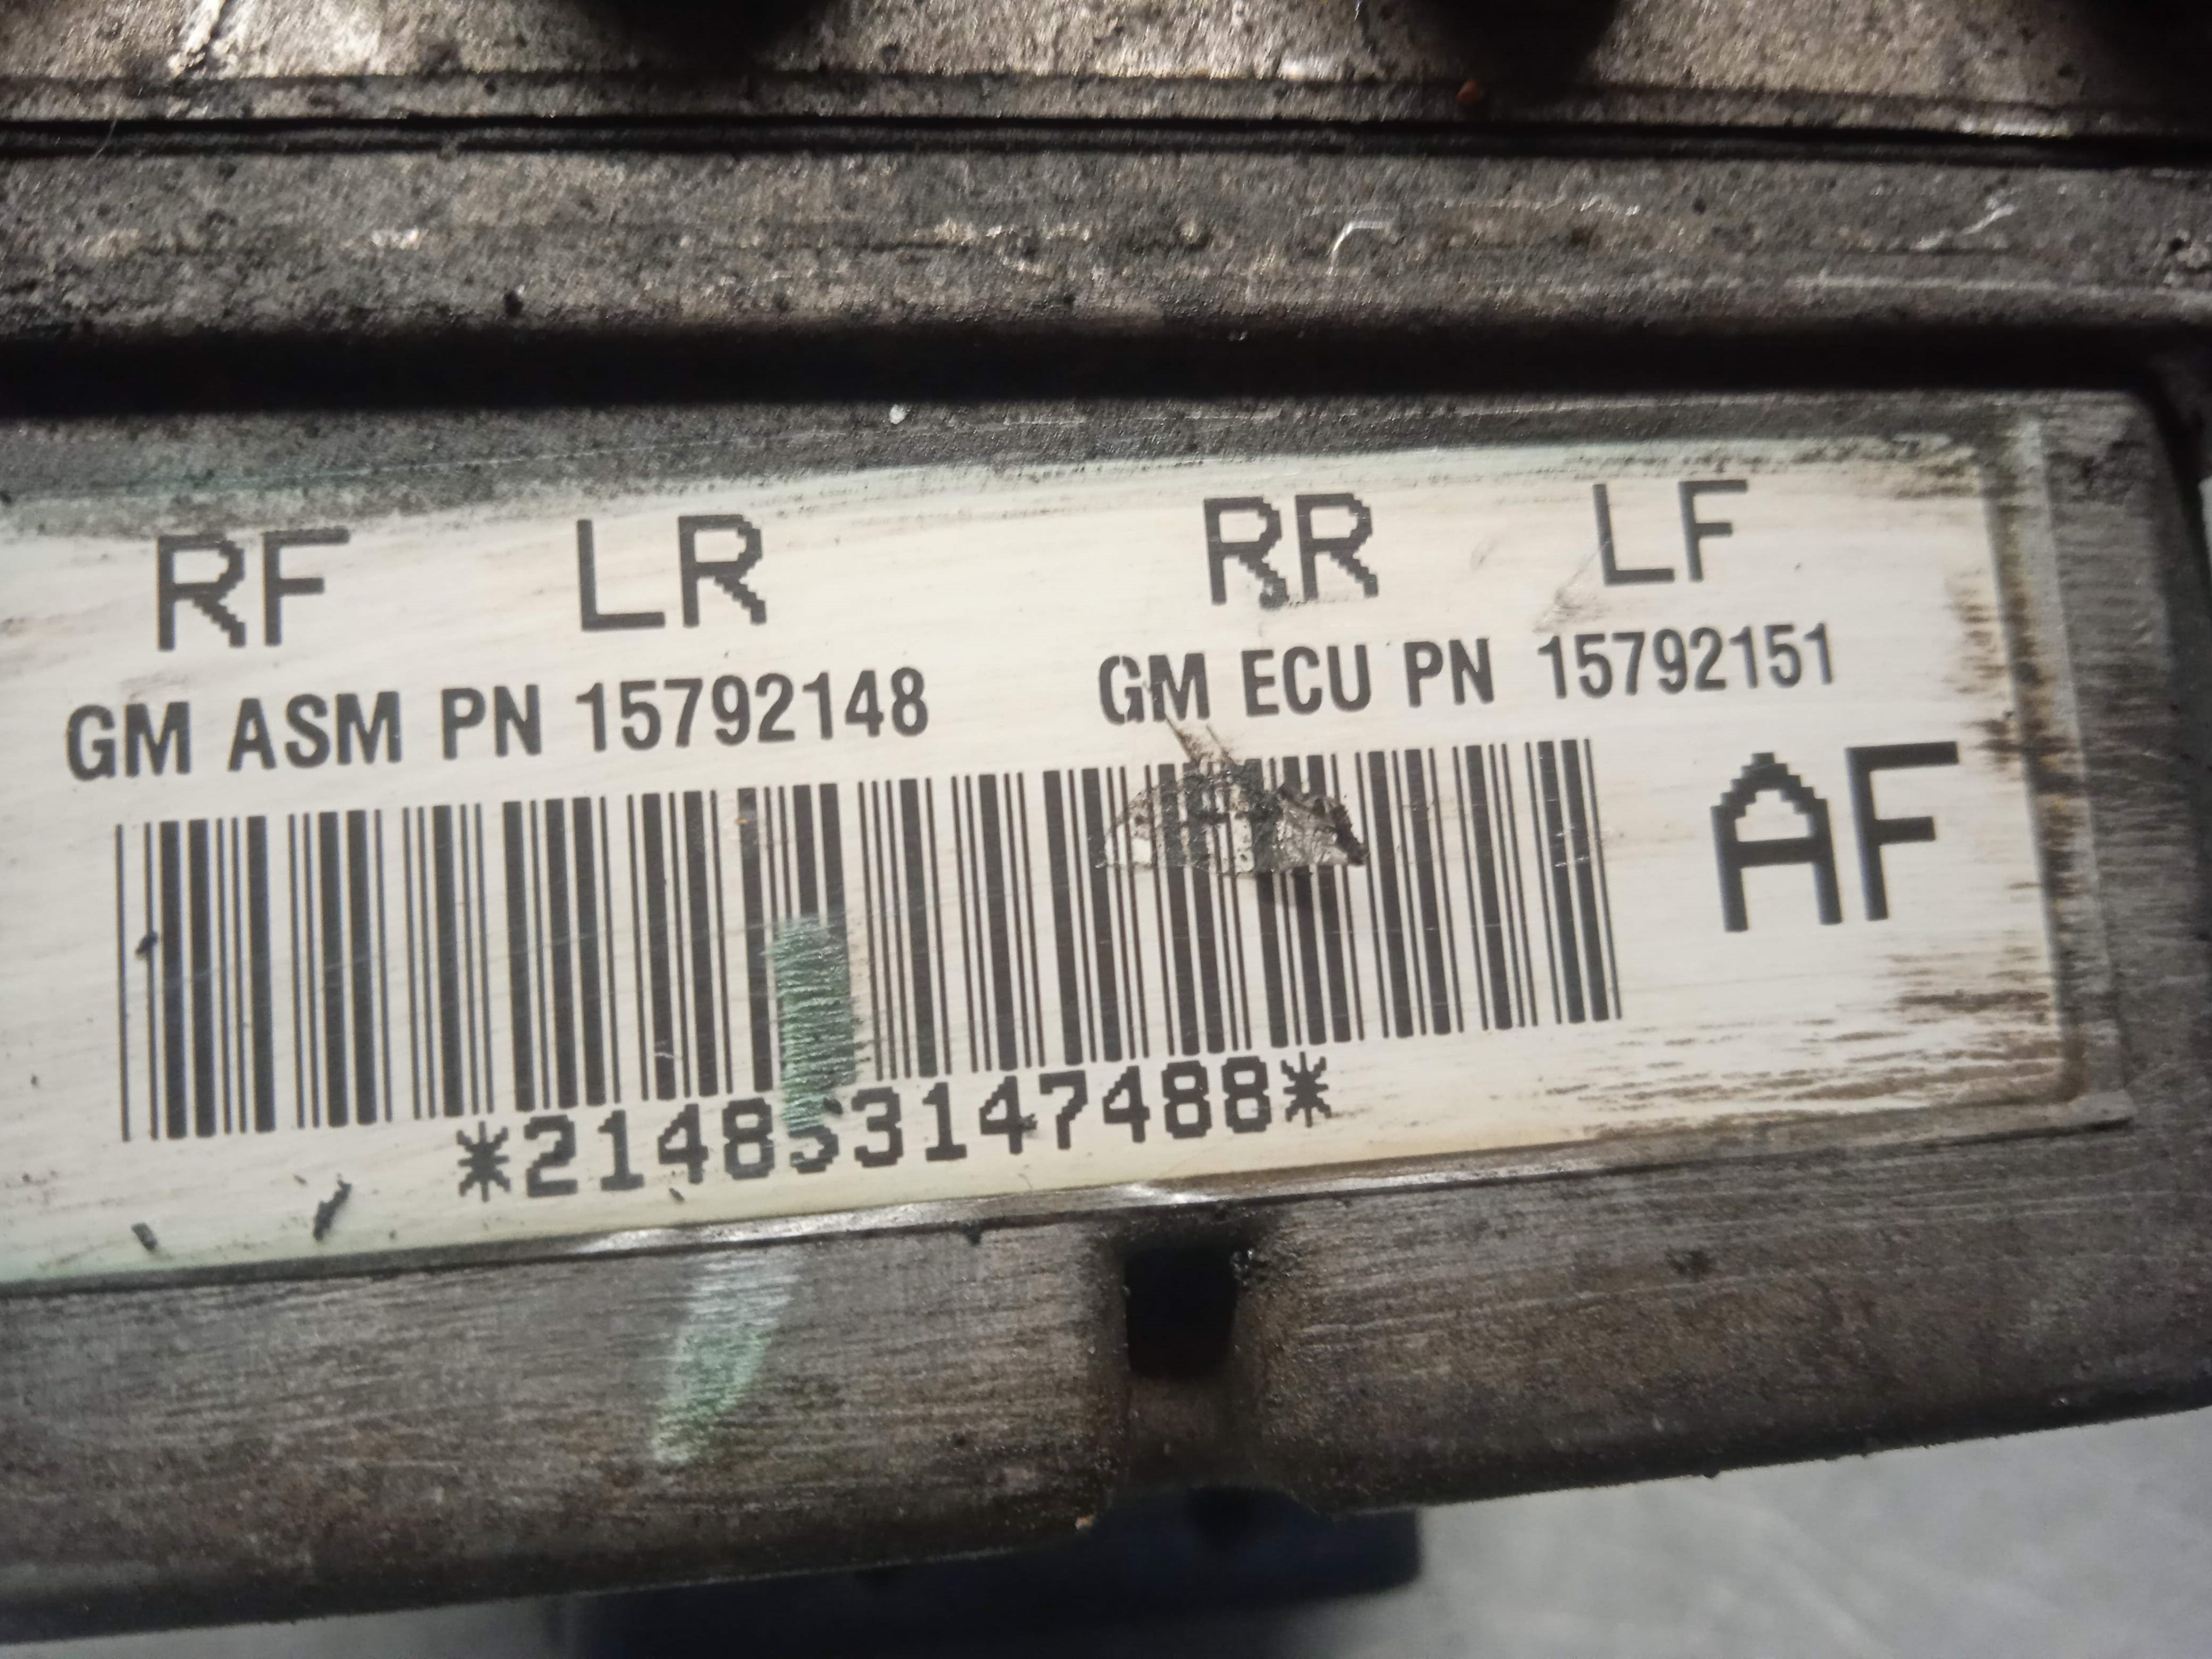 RF LR RR LF
GM ASM PN 15792148 GM ECU PN 15792151
AF
*214853147488*